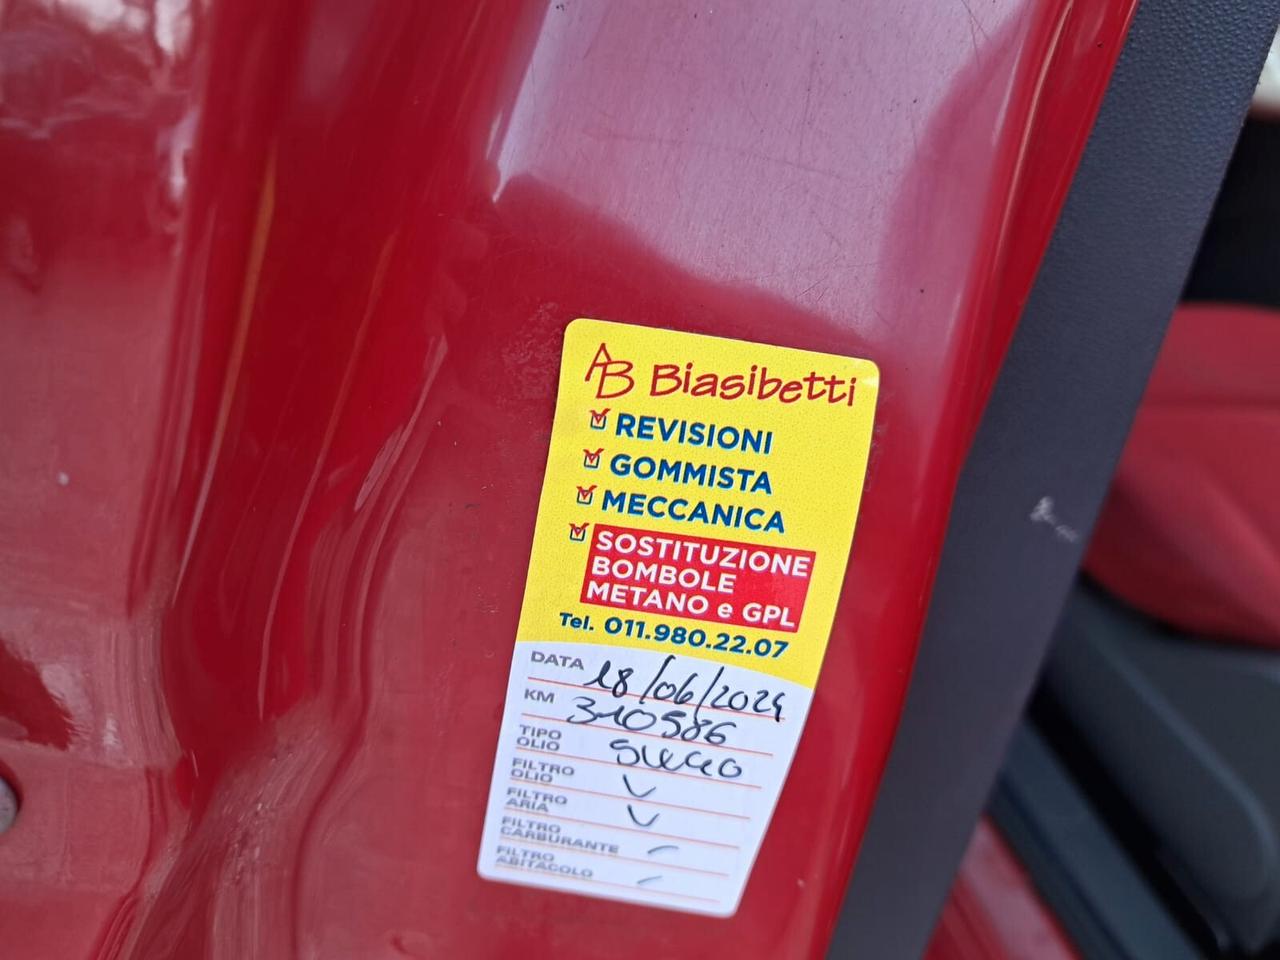 AB Biasibetti
REVISIONI
GOMMISTA
MECCANICA
SOSTITUZIONE
BOMBOLE
METANO e GPL
Tel. 011.980.22.07
DATA 18/06/2024
KM 310586
TIPO
OLIO
FILTRO
OLIO V
FILTRO
ARIA V
FILTRO
CARBURANTE –
FILTRO
ABITACOLO –